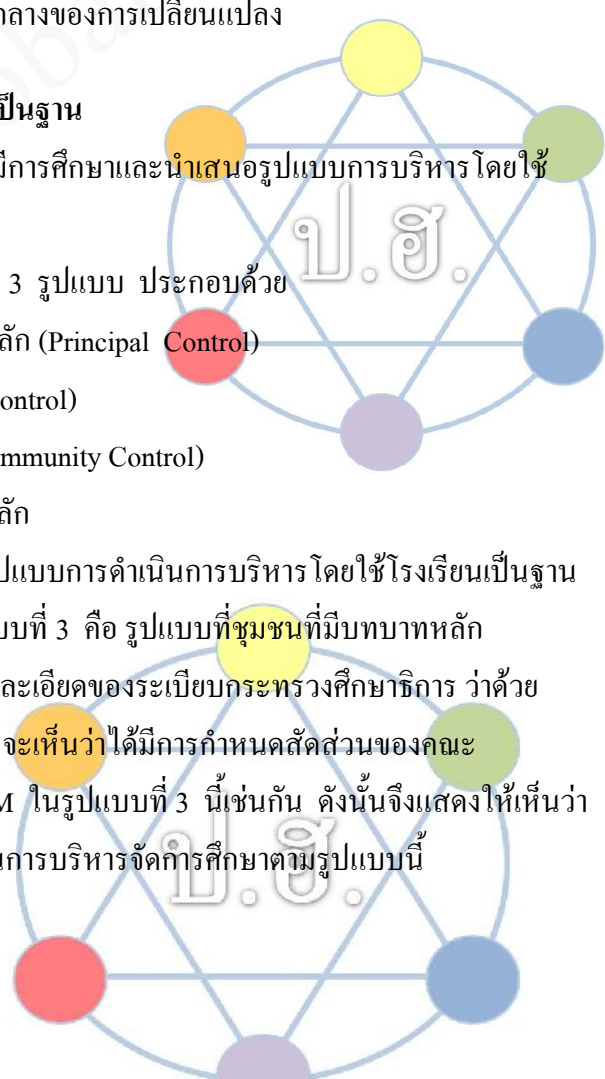 กลางของการเปลี่ยนแปลง
เป็นฐาน
มีการศึกษาและนำเสนอรูปแบบการบริหารโดยใช้
ป.ฮ.
3 รูปแบบ ประกอบด้วย
ลัก (Principal Control)
ontrol)
mmunity Control)
ลัก
ปแบบการดำเนินการบริหารโดยใช้โรงเรียนเป็นฐาน
บบที่ 3 คือ รูปแบบที่ชุมชนที่มีบทบาทหลัก
ละเอียดของระเบียบกระทรวงศึกษาธิการ ว่าด้วย
จะเห็นว่าได้มีการกำหนดสัดส่วนของคณะ
M ในรูปแบบที่ 3 นี้เช่นกัน ดังนั้นจึงแสดงให้เห็นว่า
นการบริหารจัดการศึกษาตามรูปแบบนี้
ป.ฮ.